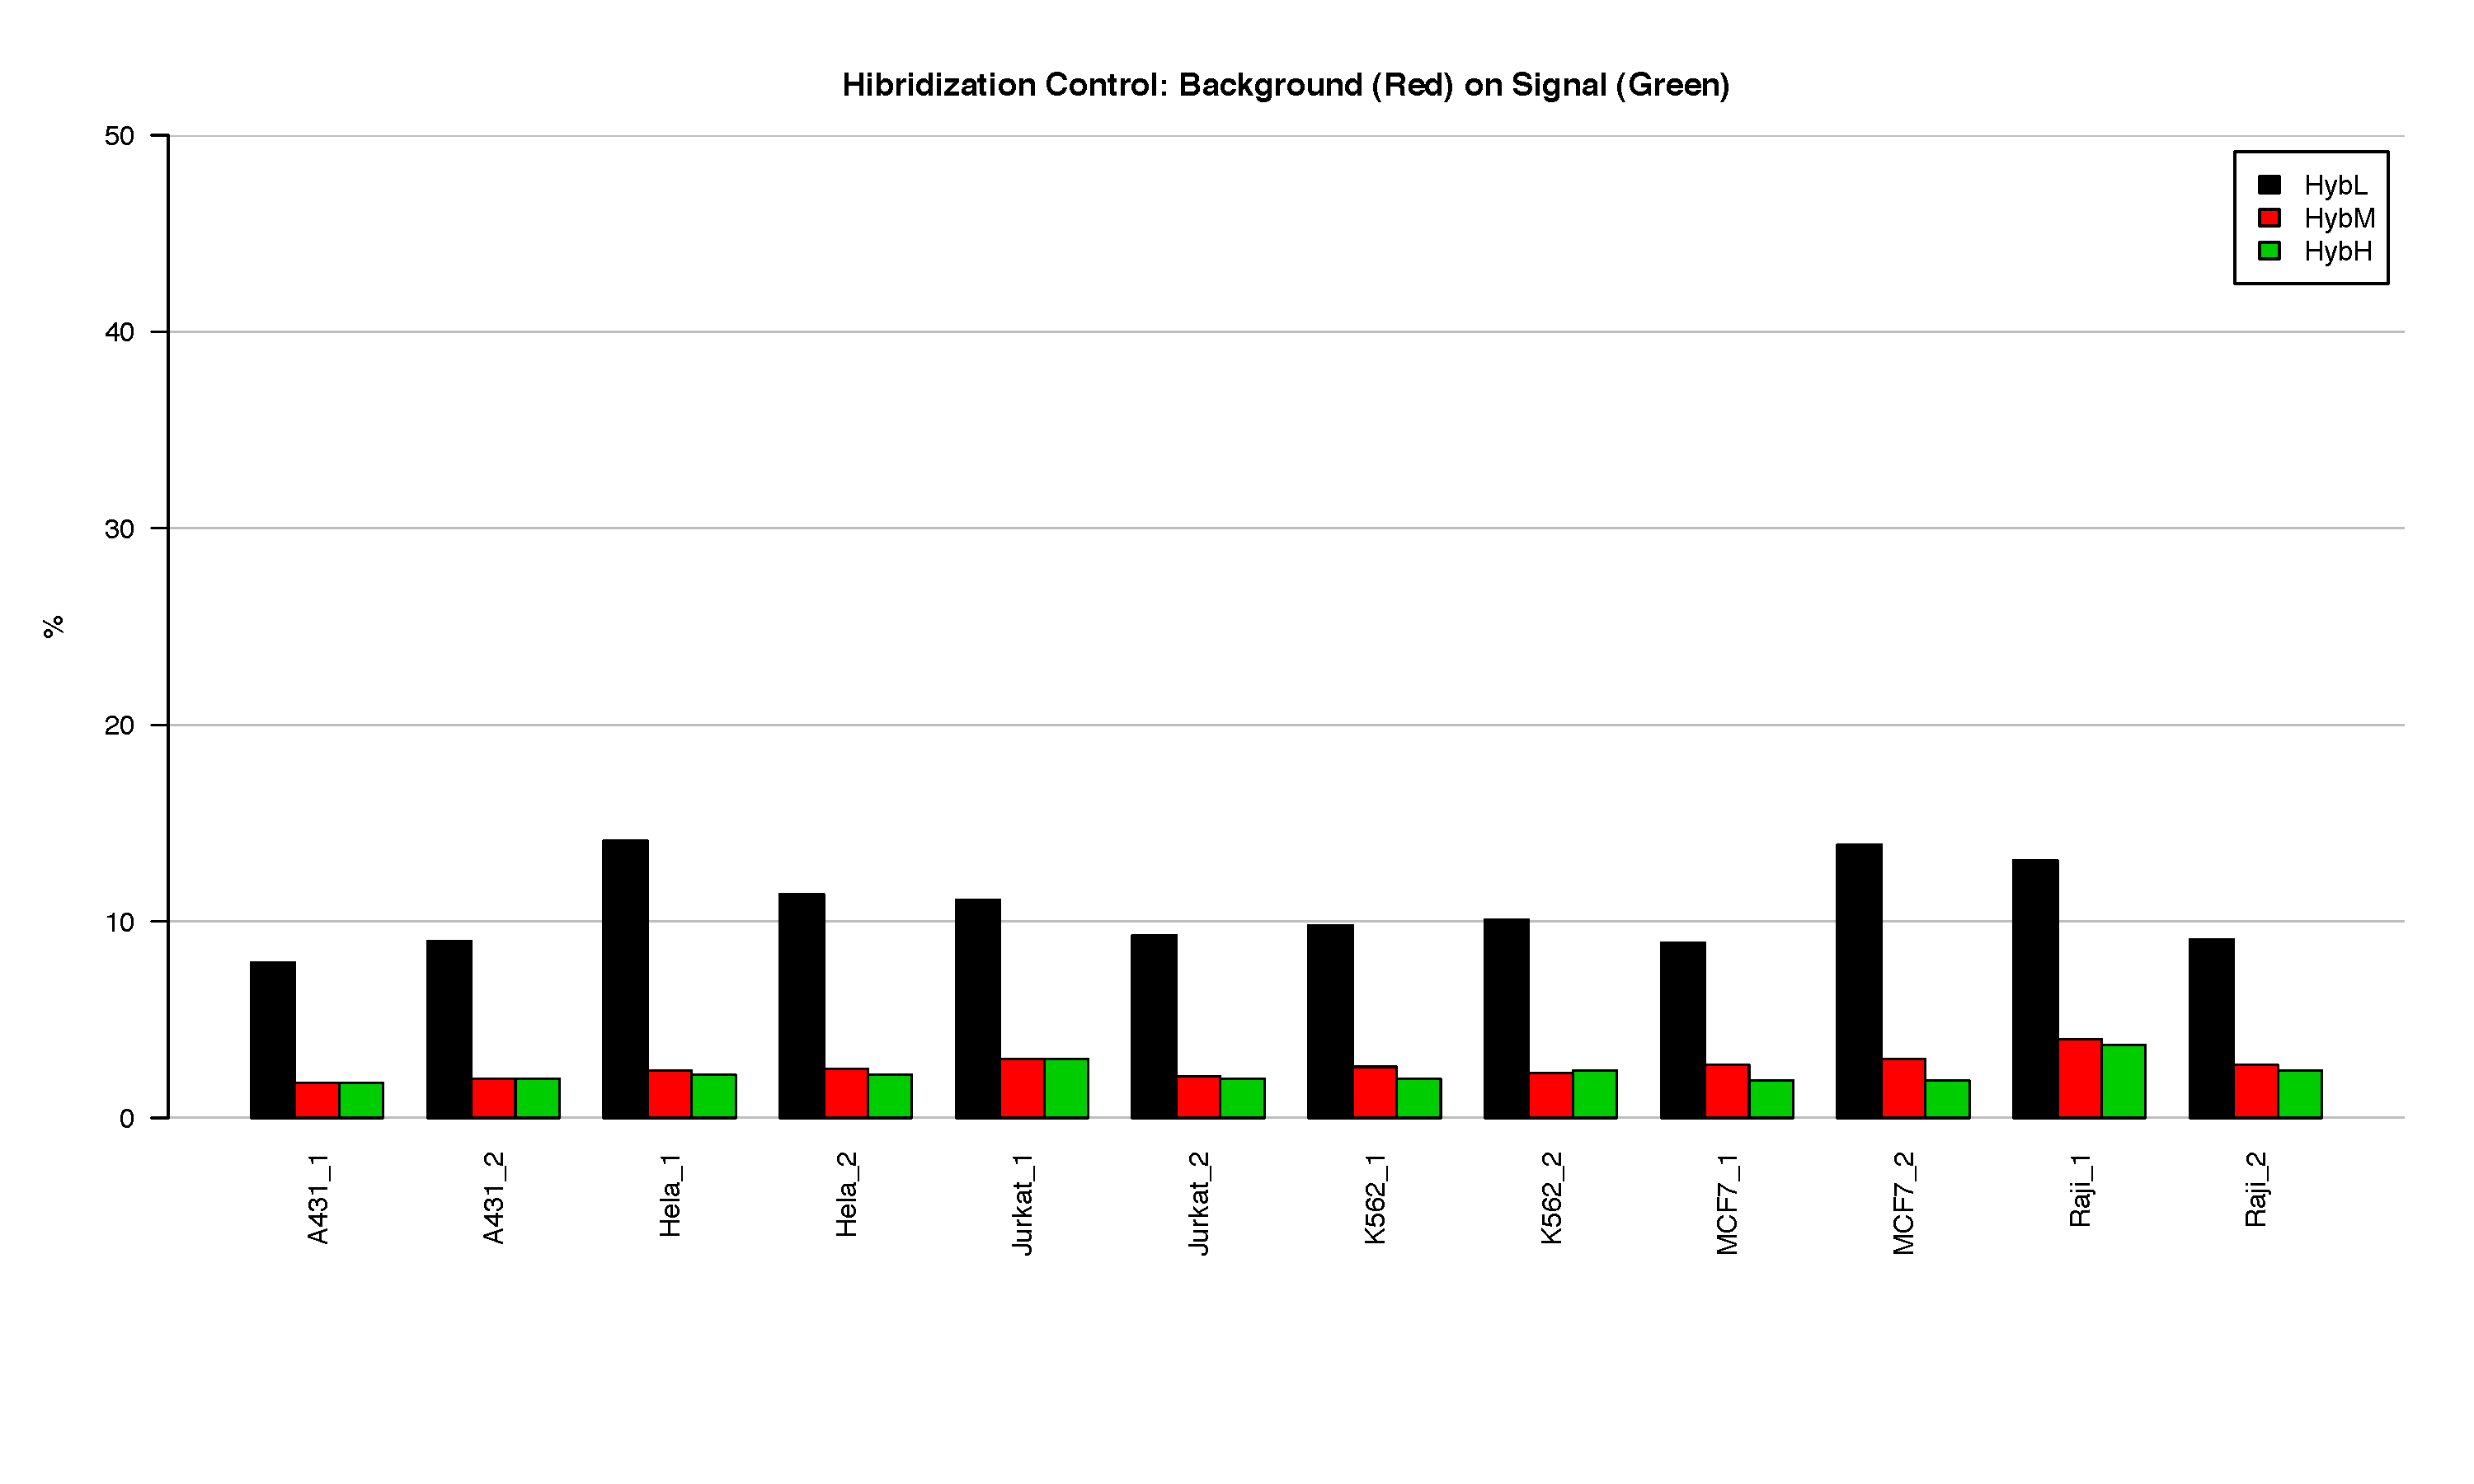 Hibridization Control: Background (Red) on Signal (Green)
50
40
30
20
10
0
%
HybL
HybM
HybH
A431_1
A431_2
Hela_1
Hela_2
Jurkat_1
Jurkat_2
K562_1
K562_2
MCF7_1
MCF7_2
Raji_1
Raji_2